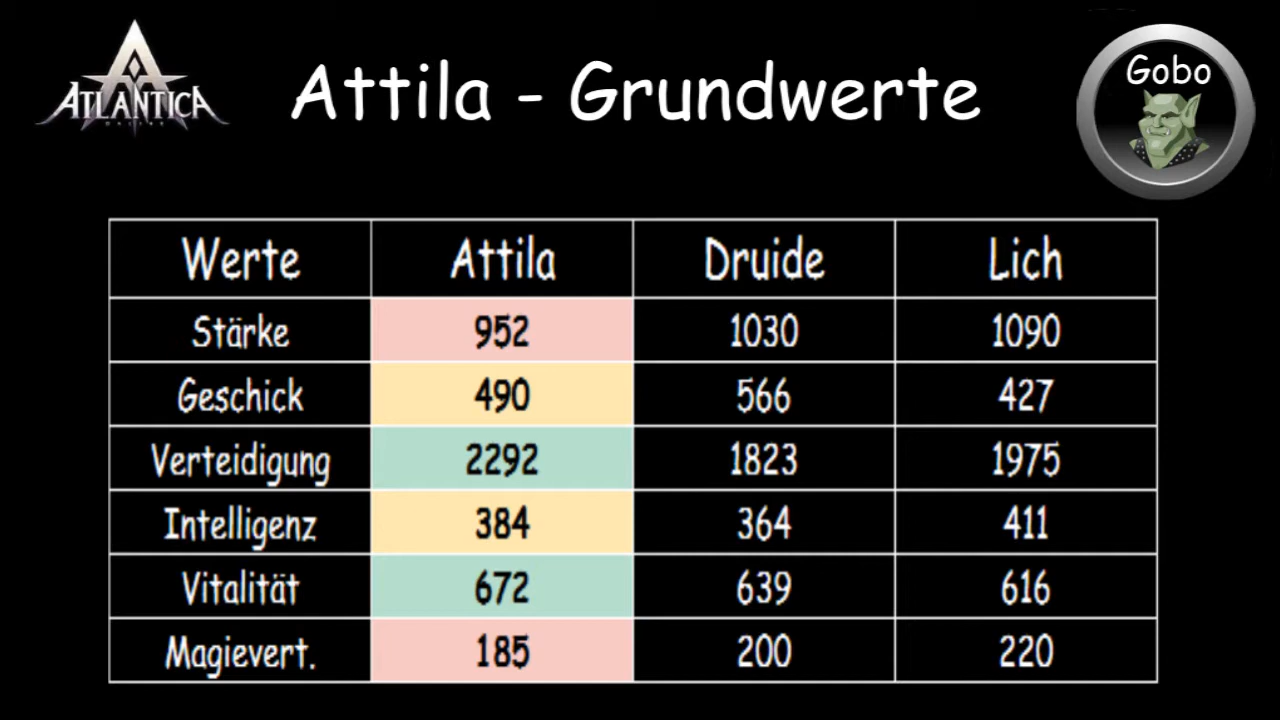 ATLANTICA
Attila - Grundwerte
Gobo
Werte Attila Druide Lich
Stärke 952 1030 1090
Geschick 490 566 427
Verteidigung 2292 1823 1975
Intelligenz 384 364 411
Vitalität 672 639 616
Magievert. 185 200 220